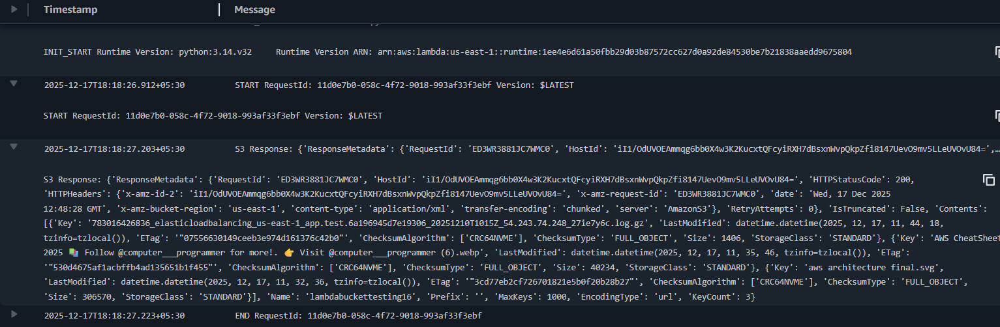 Timestamp Message
INIT_START Runtime Version: python:3.14.v32 Runtime Version ARN: arn:aws:lambda:us-east-1::runtime:1ee4e6d61a50fbb29d03b87572cc627d0a92de84530be7b21838aaedd9675804
2025-12-17T18:18:26.912+05:30 START RequestId: 11d0e7b0-058c-4f72-9018-993af33f3ebf Version: $LATEST
START RequestId: 11d0e7b0-058c-4f72-9018-993af33f3ebf Version: $LATEST
2025-12-17T18:18:27.203+05:30 S3 Response: {'ResponseMetadata': {'RequestId': 'ED3WR3881JC7WMC0', 'HostId': 'iI1/OdUVOEAmmqg6bb0X4w3K2KucxtQFcyiRXH7dBsxnWvpQkpZfi8147UevO9mv5LLeUVOvU84=',…
S3 Response: {'ResponseMetadata': {'RequestId': 'ED3WR3881JC7WMC0', 'HostId': 'iI1/OdUVOEAmmqg6bb0X4w3K2KucxtQFcyiRXH7dBsxnWvpQkpZfi8147UevO9mv5LLeUVOvU84=', 'HTTPStatusCode': 200,
'HTTPHeaders': {'x-amz-id-2': 'iI1/OdUVOEAmmqg6bb0X4w3K2KucxtQFcyiRXH7dBsxnWvpQkpZfi8147UevO9mv5LLeUVOvU84=', 'x-amz-request-id': 'ED3WR3881JC7WMC0', 'date': 'Wed, 17 Dec 2025
12:48:28 GMT', 'x-amz-bucket-region': 'us-east-1', 'content-type': 'application/xml', 'transfer-encoding': 'chunked', 'server': 'AmazonS3'}, 'RetryAttempts': 0}, 'IsTruncated': False, 'Contents':
[{'Key': '783016426836_elasticloadbalancing_us-east-1_app.test.6a196945d7e19306_20251210T1015Z_54.243.74.248_27ie7y6c.log.gz', 'LastModified': datetime.datetime(2025, 12, 17, 11, 44, 18,
tzinfo=tzlocal()), 'ETag': '"07556630149ceeb3e974d161376c42b0"', 'ChecksumAlgorithm': ['CRC64NVME'], 'ChecksumType': 'FULL_OBJECT', 'Size': 1406, 'StorageClass': 'STANDARD'}, {'Key': 'AWS CheatSheet
2025 📚 Follow @computer___programmer for more!. 👉 Visit @computer___programmer (6).webp', 'LastModified': datetime.datetime(2025, 12, 17, 11, 35, 46, tzinfo=tzlocal()), 'ETag':
'"530d4675af1acbffb4ad135651b1f455"', 'ChecksumAlgorithm': ['CRC64NVME'], 'ChecksumType': 'FULL_OBJECT', 'Size': 40234, 'StorageClass': 'STANDARD'}, {'Key': 'aws architecture final.svg',
'LastModified': datetime.datetime(2025, 12, 17, 11, 32, 36, tzinfo=tzlocal()), 'ETag': '"3cd77eb2cf726701821e5b0f20b28b27"', 'ChecksumAlgorithm': ['CRC64NVME'], 'ChecksumType': 'FULL_OBJECT',
'Size': 306570, 'StorageClass': 'STANDARD'}], 'Name': 'lambdabuckettesting16', 'Prefix': '', 'MaxKeys': 1000, 'EncodingType': 'url', 'KeyCount': 3}
2025-12-17T18:18:27.223+05:30 END RequestId: 11d0e7b0-058c-4f72-9018-993af33f3ebf